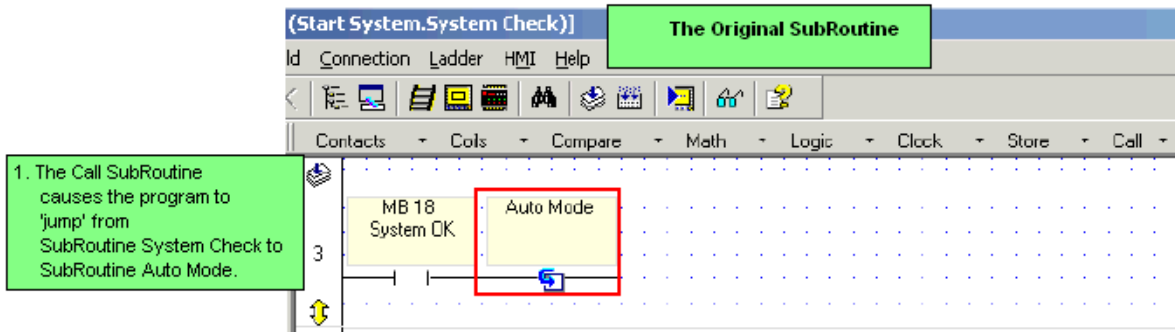 (Start System.System Check)]
The Original SubRoutine
ld Connection Ladder HMI Help
Contacts Coils Compare Math Logic Clock Store Call
1. The Call SubRoutine
causes the program to
'jump' from
SubRoutine System Check to
SubRoutine Auto Mode.
MB 18
System OK
Auto Mode
3